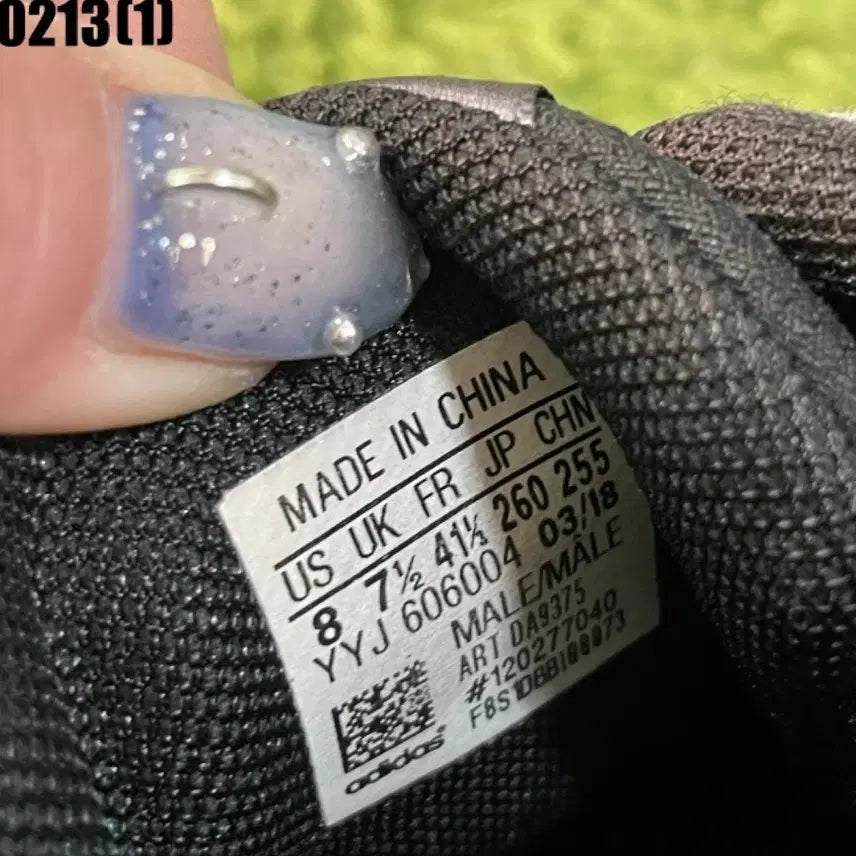 0213(1)
MADE IN CHINA
US UK FR JP CHN
8 7½ 41⅓ 260 255
YYJ 606004 03/18
MALE/MÂLE
ART DA9375
#120277040
adidas